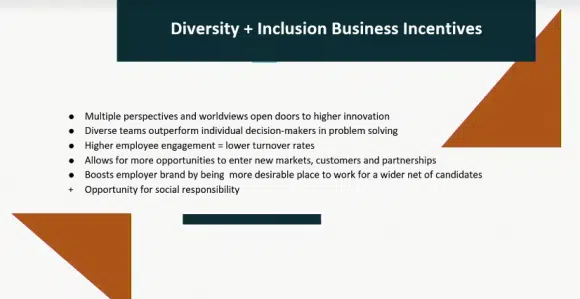 Diversity + Inclusion Business Incentives
● Multiple perspectives and worldviews open doors to higher innovation
● Diverse teams outperform individual decision-makers in problem solving
● Higher employee engagement = lower turnover rates
● Allows for more opportunities to enter new markets, customers and partnerships
● Boosts employer brand by being  more desirable place to work for a wider net of candidates
+ Opportunity for social responsibility